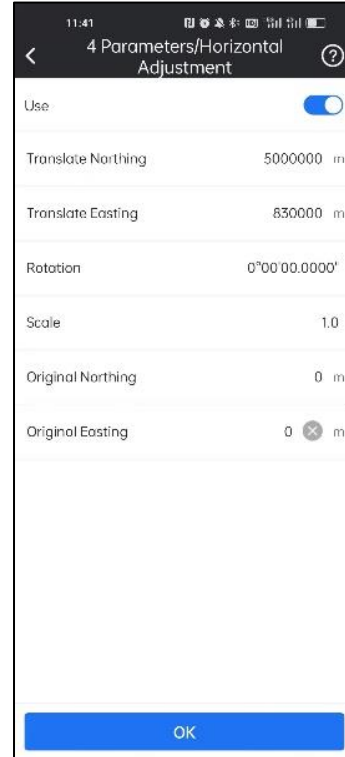 11:41
4 Parameters/Horizontal
Adjustment
Use
Translate Northing 5000000 m
Translate Easting 830000 m
Rotation 0°00'00.0000"
Scale 1.0
Original Northing 0 m
Original Easting 0 m
OK